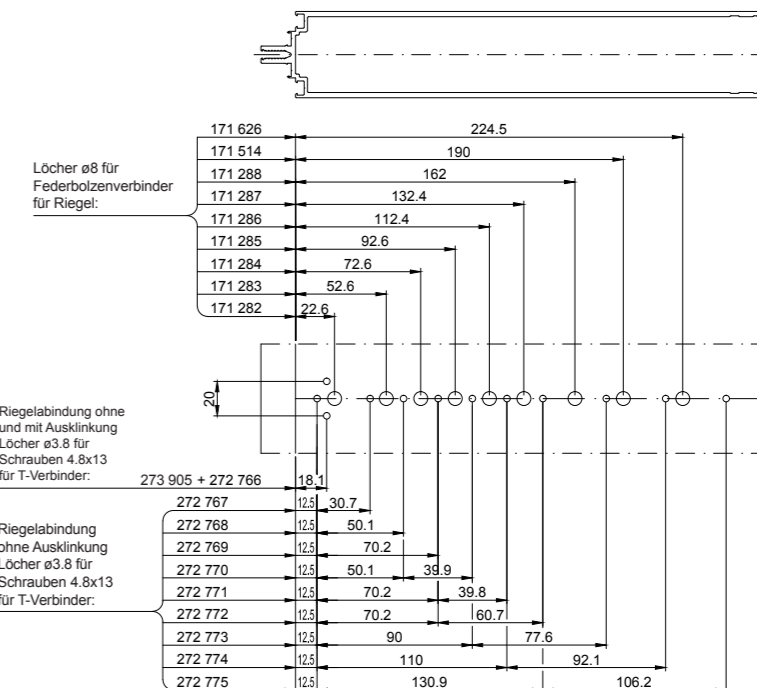 171 626 224.5
171 514 190
171 288 162
171 287 132.4
171 286 112.4
171 285 92.6
171 284 72.6
171 283 52.6
171 282 22.6
Löcher ø8 für
Federbolzenverbinder
für Riegel:
20
Riegelabindung ohne
und mit Ausklinkung
Löcher ø3.8 für
Schrauben 4.8x13
für T-Verbinder:
273 905 + 272 766 18.1
272 767 12.5 30.7
272 768 12.5 50.1
272 769 12.5 70.2
272 770 12.5 50.1 39.9
272 771 12.5 70.2 39.8
272 772 12.5 70.2 60.7
272 773 12.5 90 77.6
272 774 12.5 110 92.1
272 775 12.5 130.9 106.2
Riegelabindung
ohne Ausklinkung
Löcher ø3.8 für
Schrauben 4.8x13
für T-Verbinder: